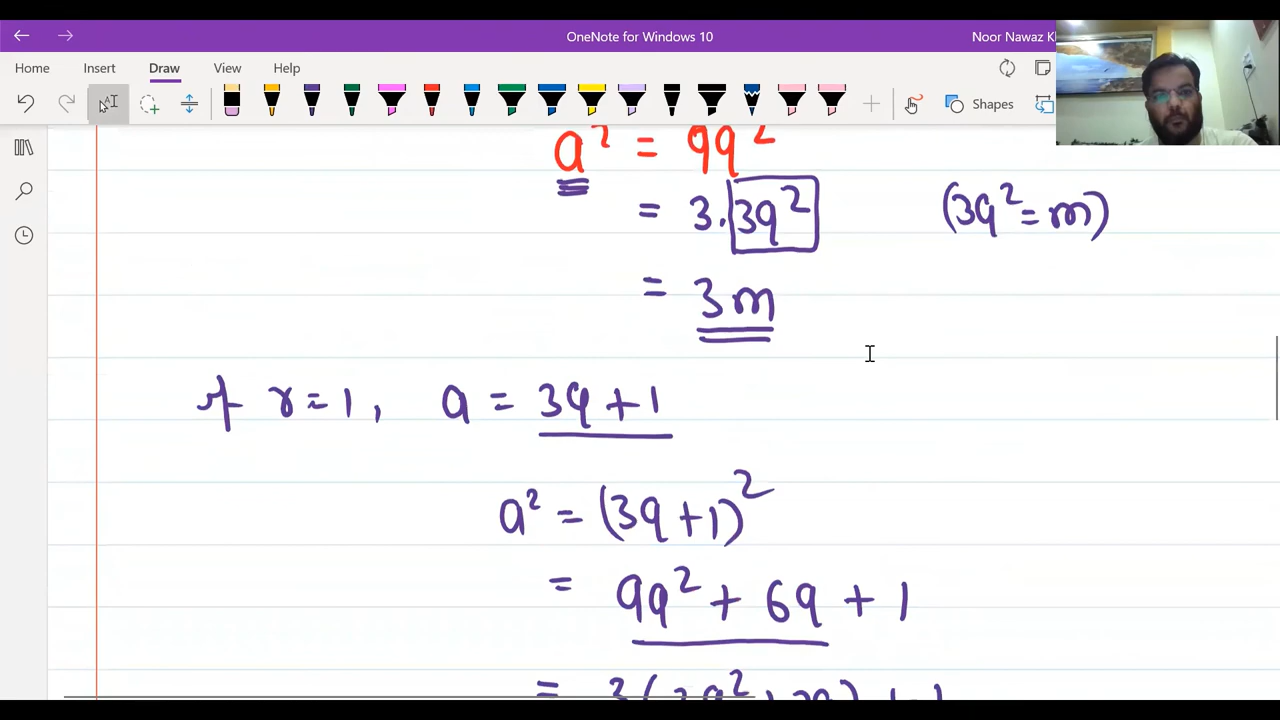 OneNote for Windows 10
Noor Nawaz K
Home Insert Draw View Help
Shapes
a² = 9q²
= 3.3q² (3q² = m)
= 3m
if r = 1, a = 3q + 1
a² = (3q + 1)²
= 9q² + 6q + 1